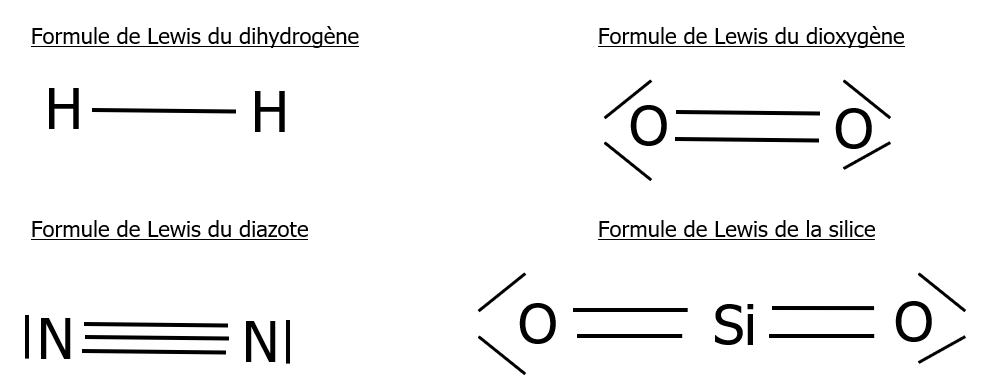 Formule de Lewis du dihydrogène
H H
Formule de Lewis du dioxygène
O O
Formule de Lewis du diazote
N N
Formule de Lewis de la silice
O Si O